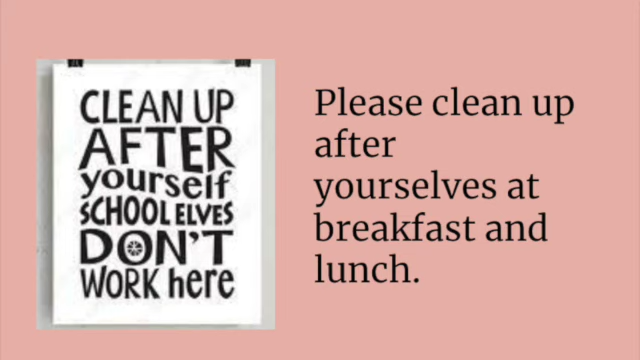 CLEAN UP
AFTER
yourself
SCHOOL ELVES
DON'T
WORK here
Please clean up
after
yourselves at
breakfast and
lunch.